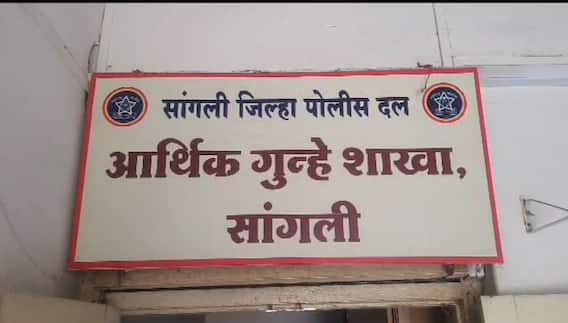 सांगली जिल्हा पोलीस दल
आर्थिक गुन्हे शाखा,
सांगली